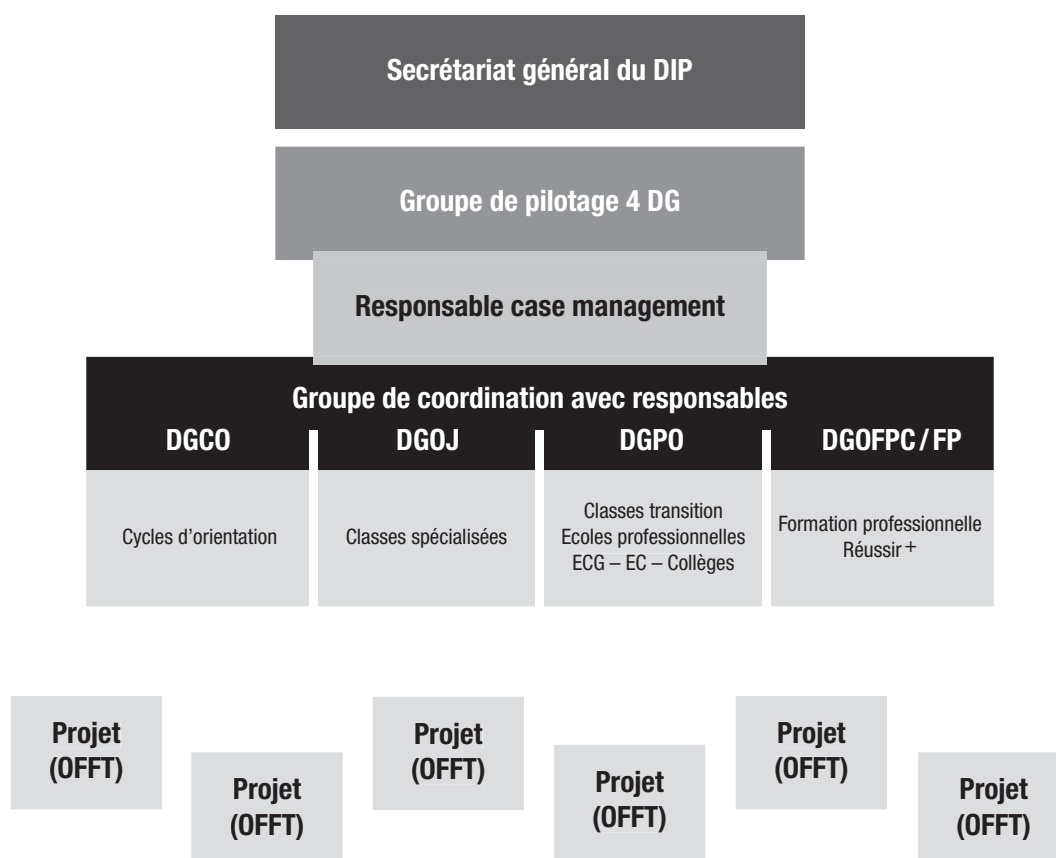 Secrétariat général du DIP
Groupe de pilotage 4 DG
Responsable case management
Groupe de coordination avec responsables
DGCO
DGOJ
DGPO
DGOFPC / FP
Cycles d'orientation
Classes spécialisées
Classes transition
Ecoles professionnelles
ECG – EC – Collèges
Formation professionnelle
Réussir +
Projet
(OFFT)
Projet
(OFFT)
Projet
(OFFT)
Projet
(OFFT)
Projet
(OFFT)
Projet
(OFFT)